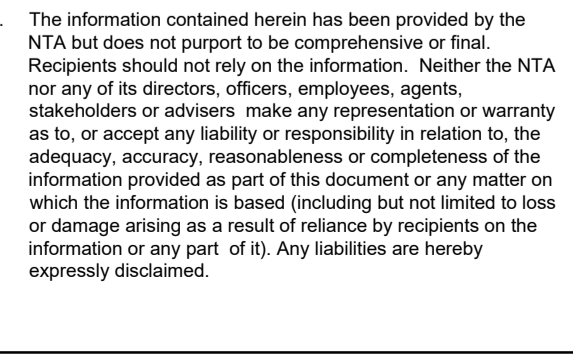 . The information contained herein has been provided by the
NTA but does not purport to be comprehensive or final.
Recipients should not rely on the information.  Neither the NTA
nor any of its directors, officers, employees, agents,
stakeholders or advisers  make any representation or warranty
as to, or accept any liability or responsibility in relation to, the
adequacy, accuracy, reasonableness or completeness of the
information provided as part of this document or any matter on
which the information is based (including but not limited to loss
or damage arising as a result of reliance by recipients on the
information or any part  of it). Any liabilities are hereby
expressly disclaimed.